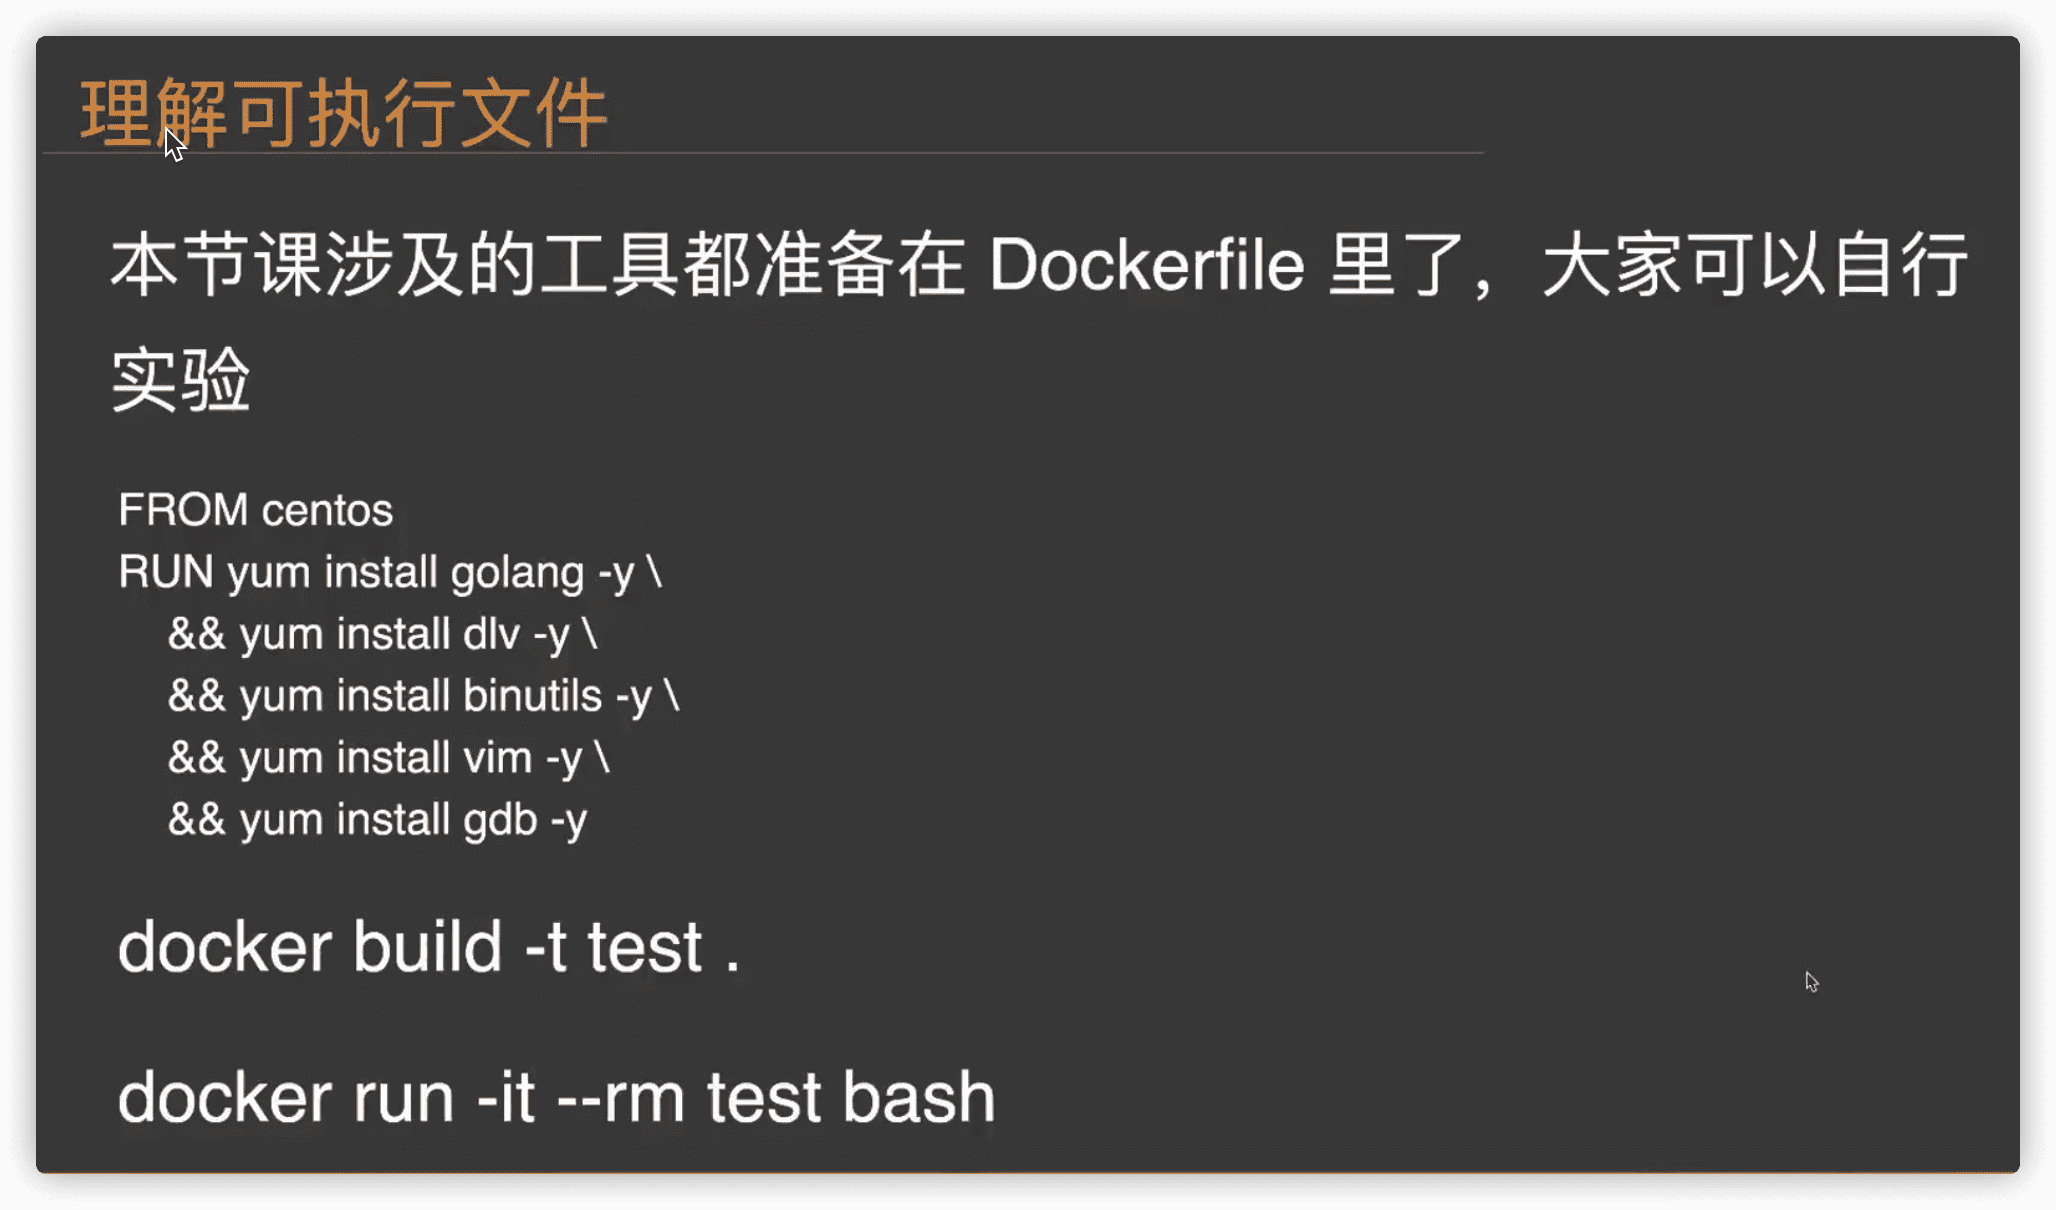 理解可执行文件
本节课涉及的工具都准备在 Dockerfile 里了，大家可以自行
实验
FROM centos
RUN yum install golang -y \
&& yum install dlv -y \
&& yum install binutils -y \
&& yum install vim -y \
&& yum install gdb -y
docker build -t test .
docker run -it --rm test bash